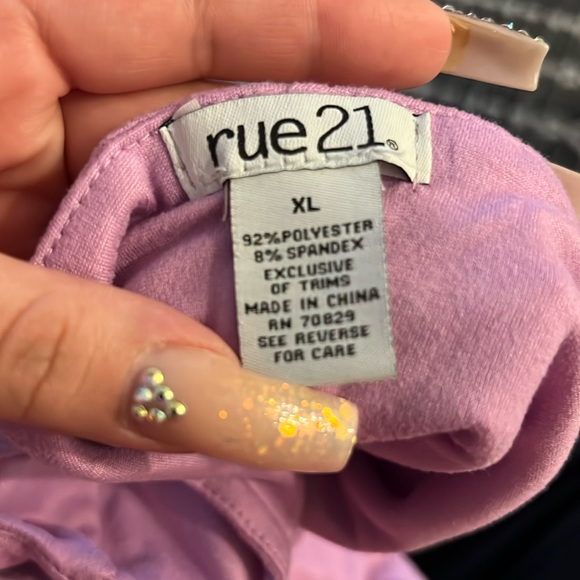 rue21®
XL
92%POLYESTER
8% SPANDEX
EXCLUSIVE
OF TRIMS
MADE IN CHINA
RN 70829
SEE REVERSE
FOR CARE